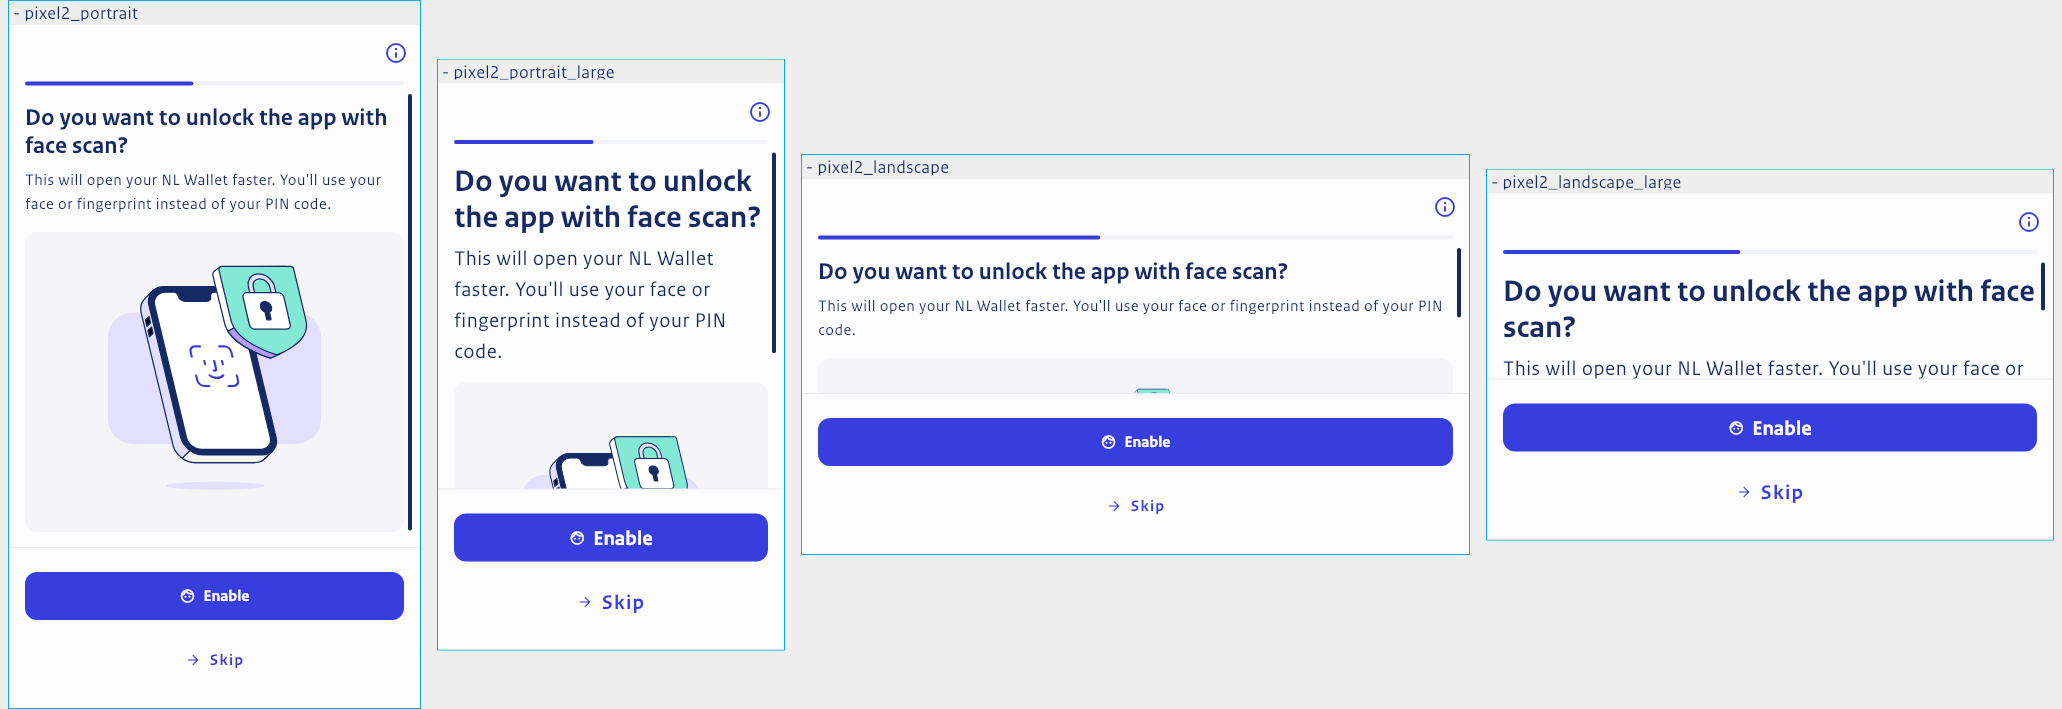 - pixel2_portrait
Do you want to unlock the app with
face scan?
This will open your NL Wallet faster. You'll use your
face or fingerprint instead of your PIN code.
Enable
Skip
- pixel2_portrait_large
Do you want to unlock
the app with face scan?
This will open your NL Wallet
faster. You'll use your face or
fingerprint instead of your PIN
code.
Enable
Skip
- pixel2_landscape
Do you want to unlock the app with face scan?
This will open your NL Wallet faster. You'll use your face or fingerprint instead of your PIN
code.
Enable
Skip
- pixel2_landscape_large
Do you want to unlock the app with face
scan?
This will open your NL Wallet faster. You'll use your face or
Enable
Skip